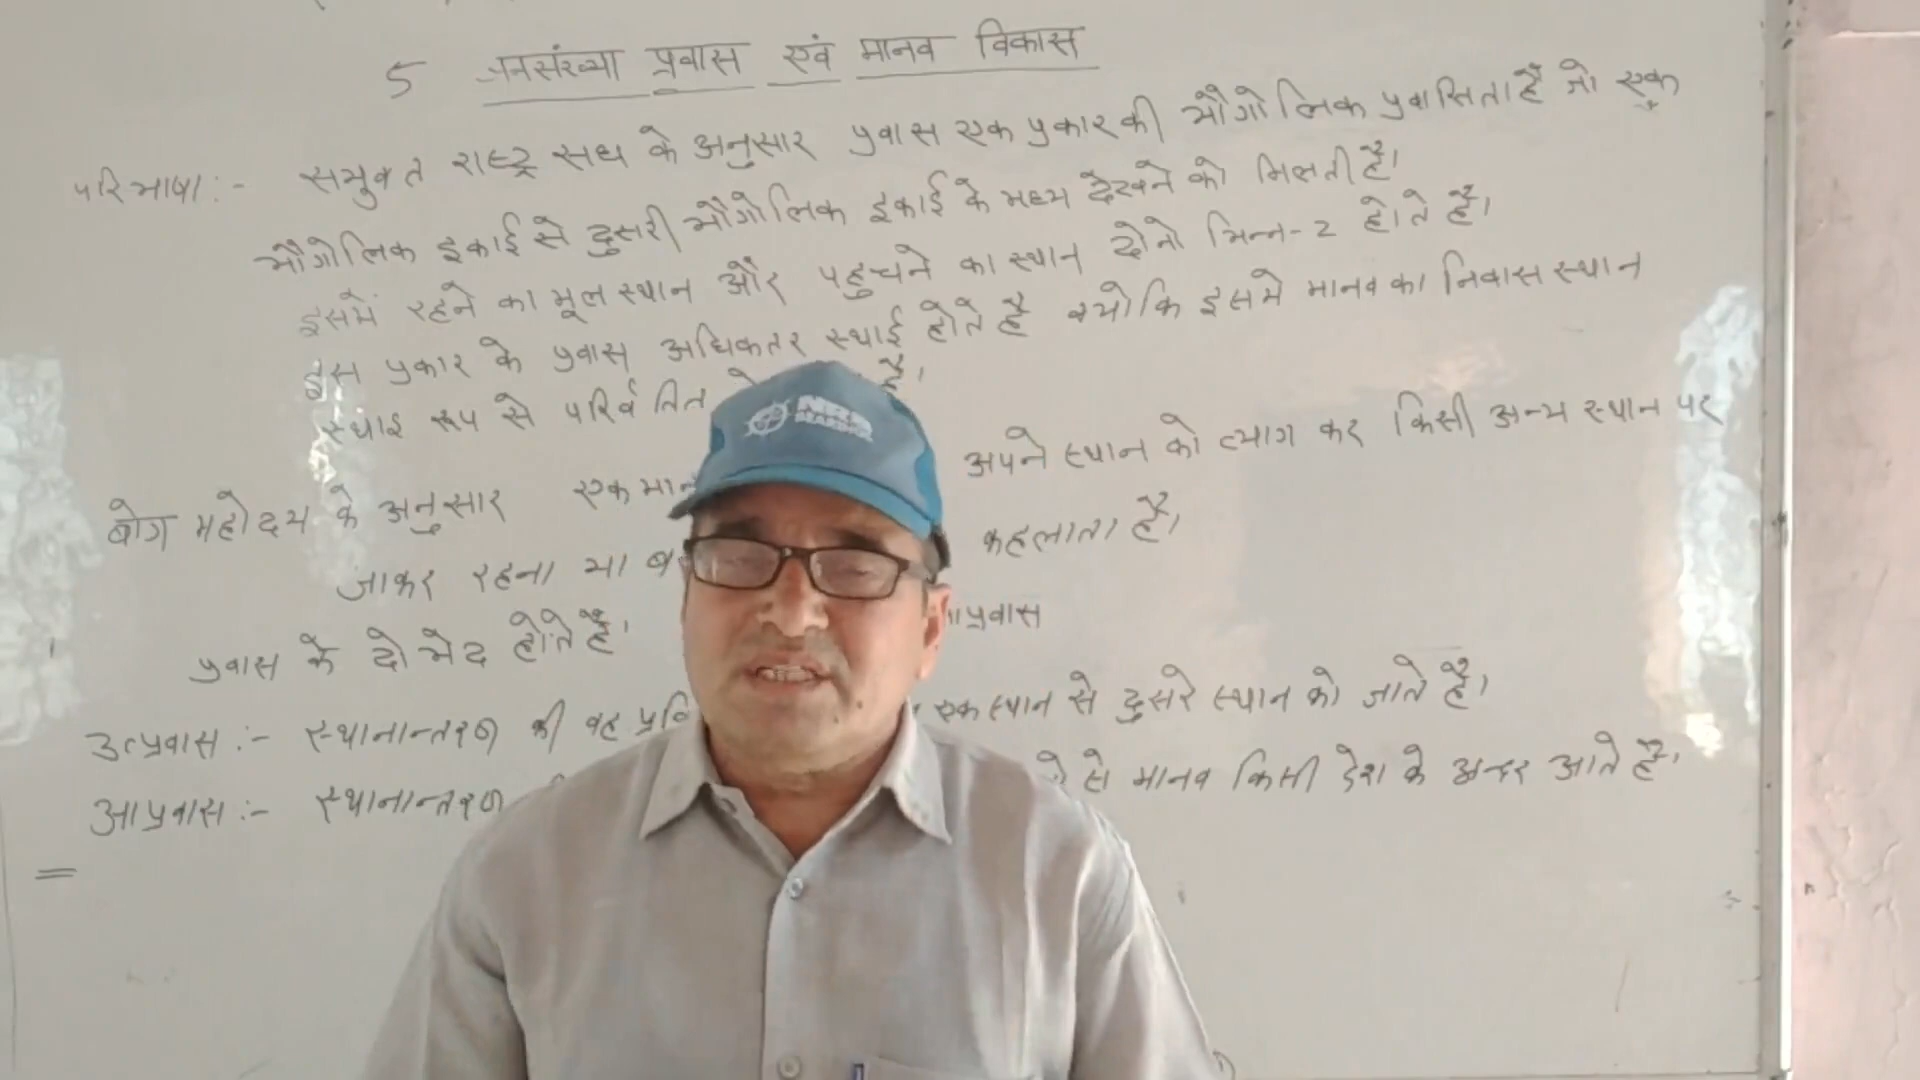 5 जनसंख्या प्रवास एवं मानव विकास
परिभाषा :- संयुक्त राष्ट्र सघ के अनुसार प्रवास एक प्रकार की भौगोलिक प्रवासिता है जो एक
भौगोलिक इकाई से दुसरी भौगोलिक इकाई के मध्य देखने को मिलती है।
इसमें रहने का मूल स्थान और पहुचने का स्थान दोनो भिन्न-2 होते है।
इस प्रकार के प्रवास अधिकतर स्थाई होते है क्योकि इसमे मानव का निवास स्थान
स्थाई रूप से परिवर्तित है।
बोग महोदय के अनुसार एक अपने स्थान को त्याग कर किसी अन्य स्थान पर
जाकर रहना या कहलाता है।
प्रवास के दो भेद होते है।
उत्प्रवास :- स्थानान्तरण की वह एक स्थान से दुसरे स्थान को जाते है।
आप्रवास :- स्थानान्तरण मानव किसी देश के अन्दर आते है।
=
NRB